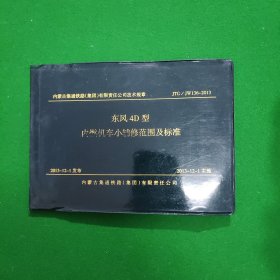 内蒙古集通铁路(集团)有限责任公司技术规章 JTG/JW136-2013
东风4D型
内燃机车小辅修范围及标准
2013-12-1发布 2013-12-1实施
内蒙古集通铁路(集团)有限责任公司